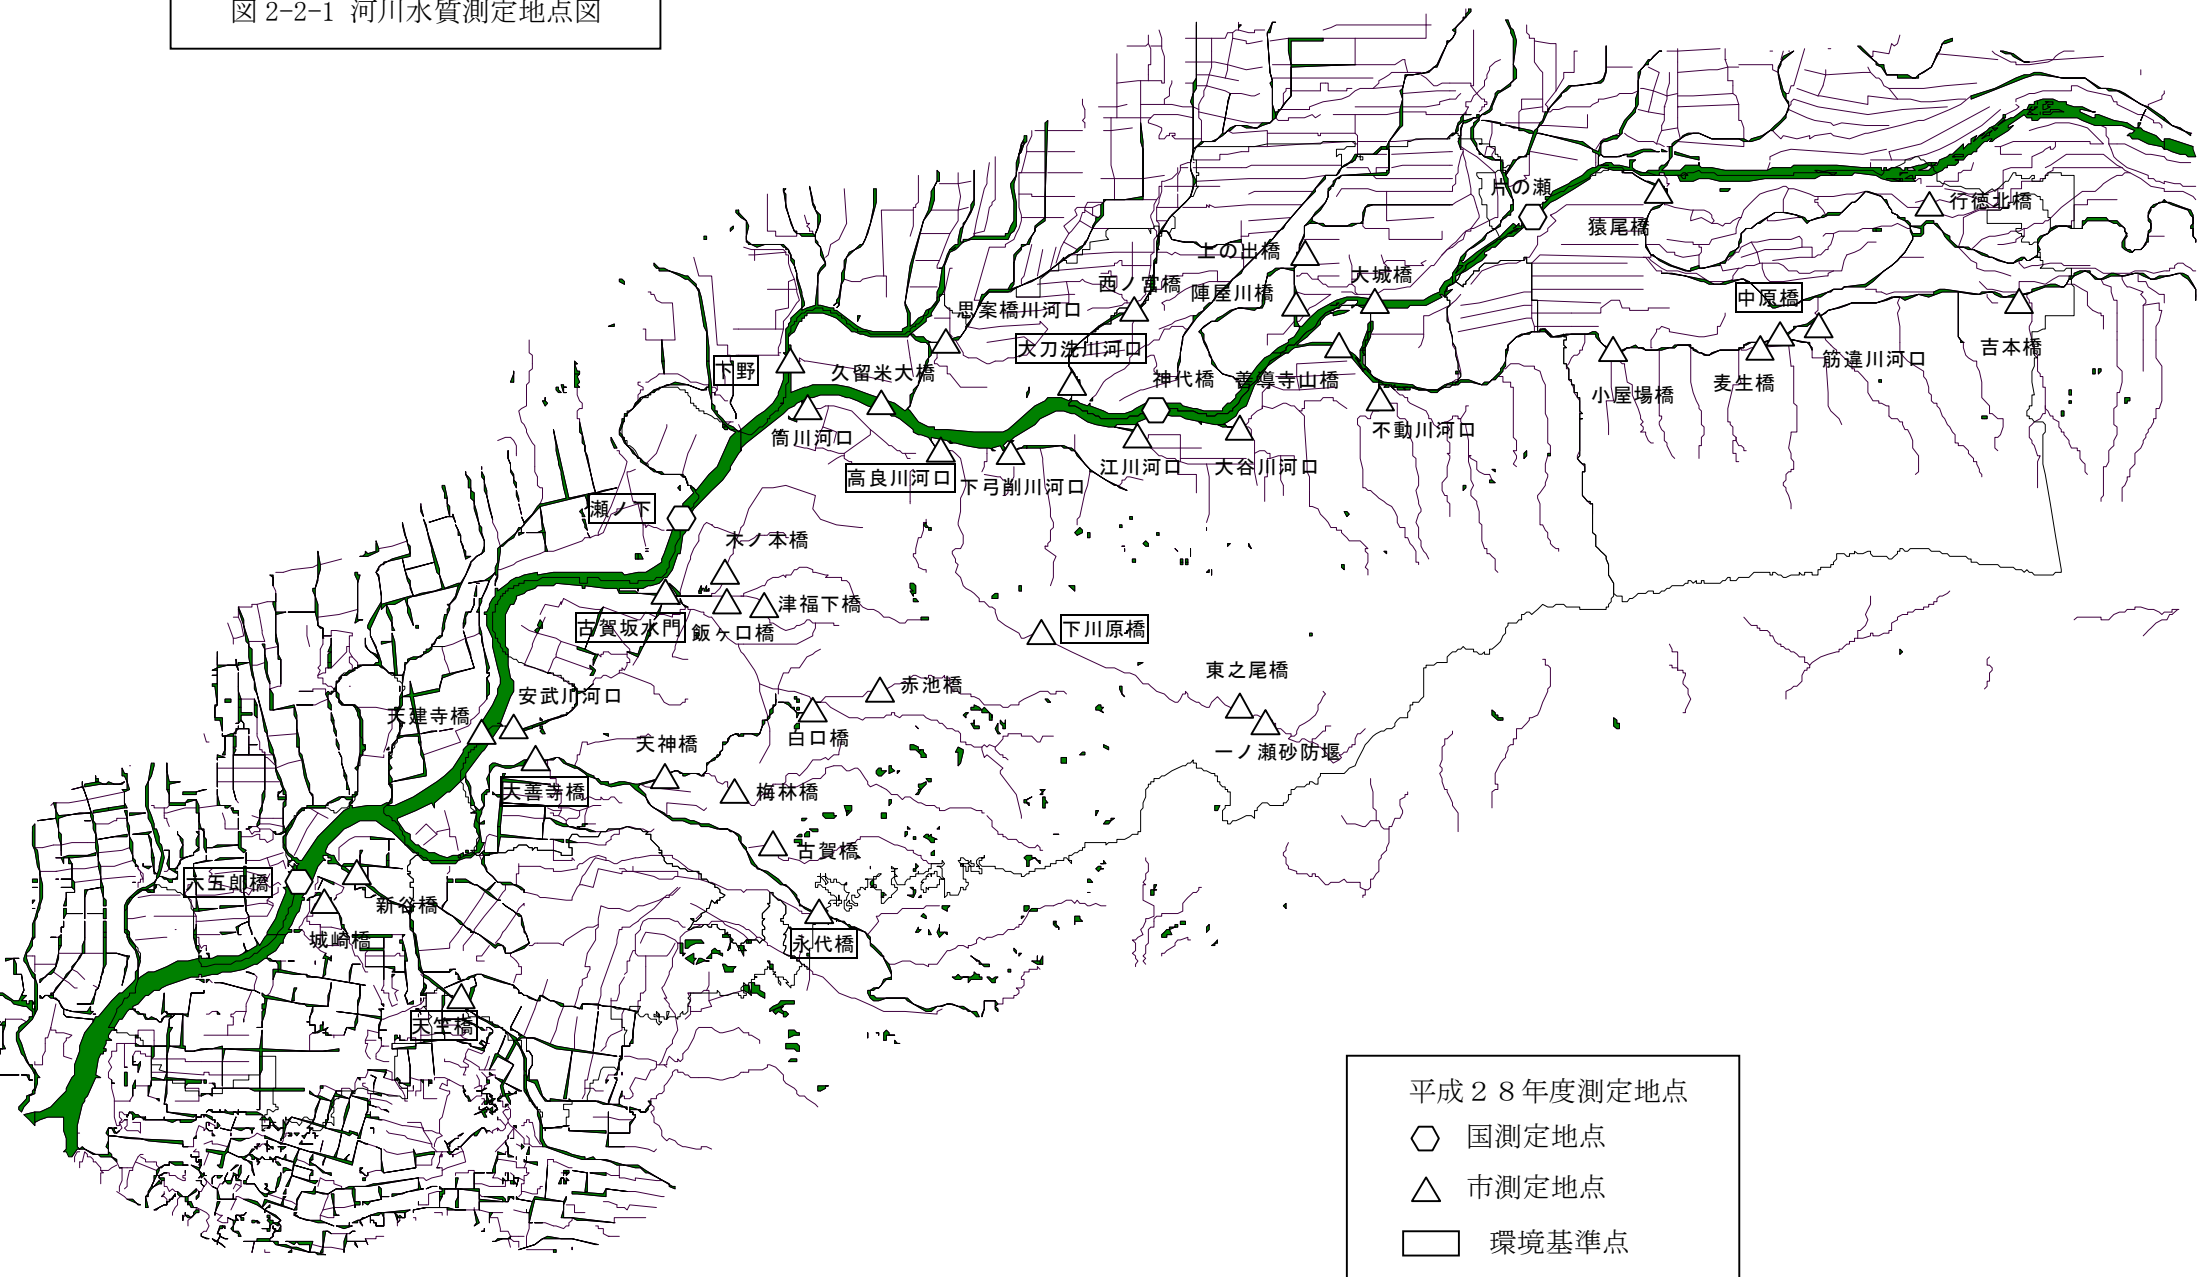 図 2-2-1 河川水質測定地点図
片の瀬
行徳北橋
猿尾橋
上の出橋
大城橋
西ノ宮橋
陣屋川橋
中原橋
思案橋川河口
大刀洗川河口
吉本橋
筋違川河口
下野
久留米大橋
神代橋
善導寺山橋
麦生橋
小屋場橋
筒川河口
不動川河口
江川河口
大谷川河口
高良川河口
下弓削川河口
瀬ノ下
木ノ本橋
津福下橋
古賀坂水門
飯ヶ口橋
下川原橋
東之尾橋
赤池橋
安武川河口
天建寺橋
白口橋
天神橋
一ノ瀬砂防堰
大善寺橋
梅林橋
古賀橋
六五郎橋
新谷橋
城崎橋
永代橋
天竺橋
平成２８年度測定地点
国測定地点
市測定地点
環境基準点